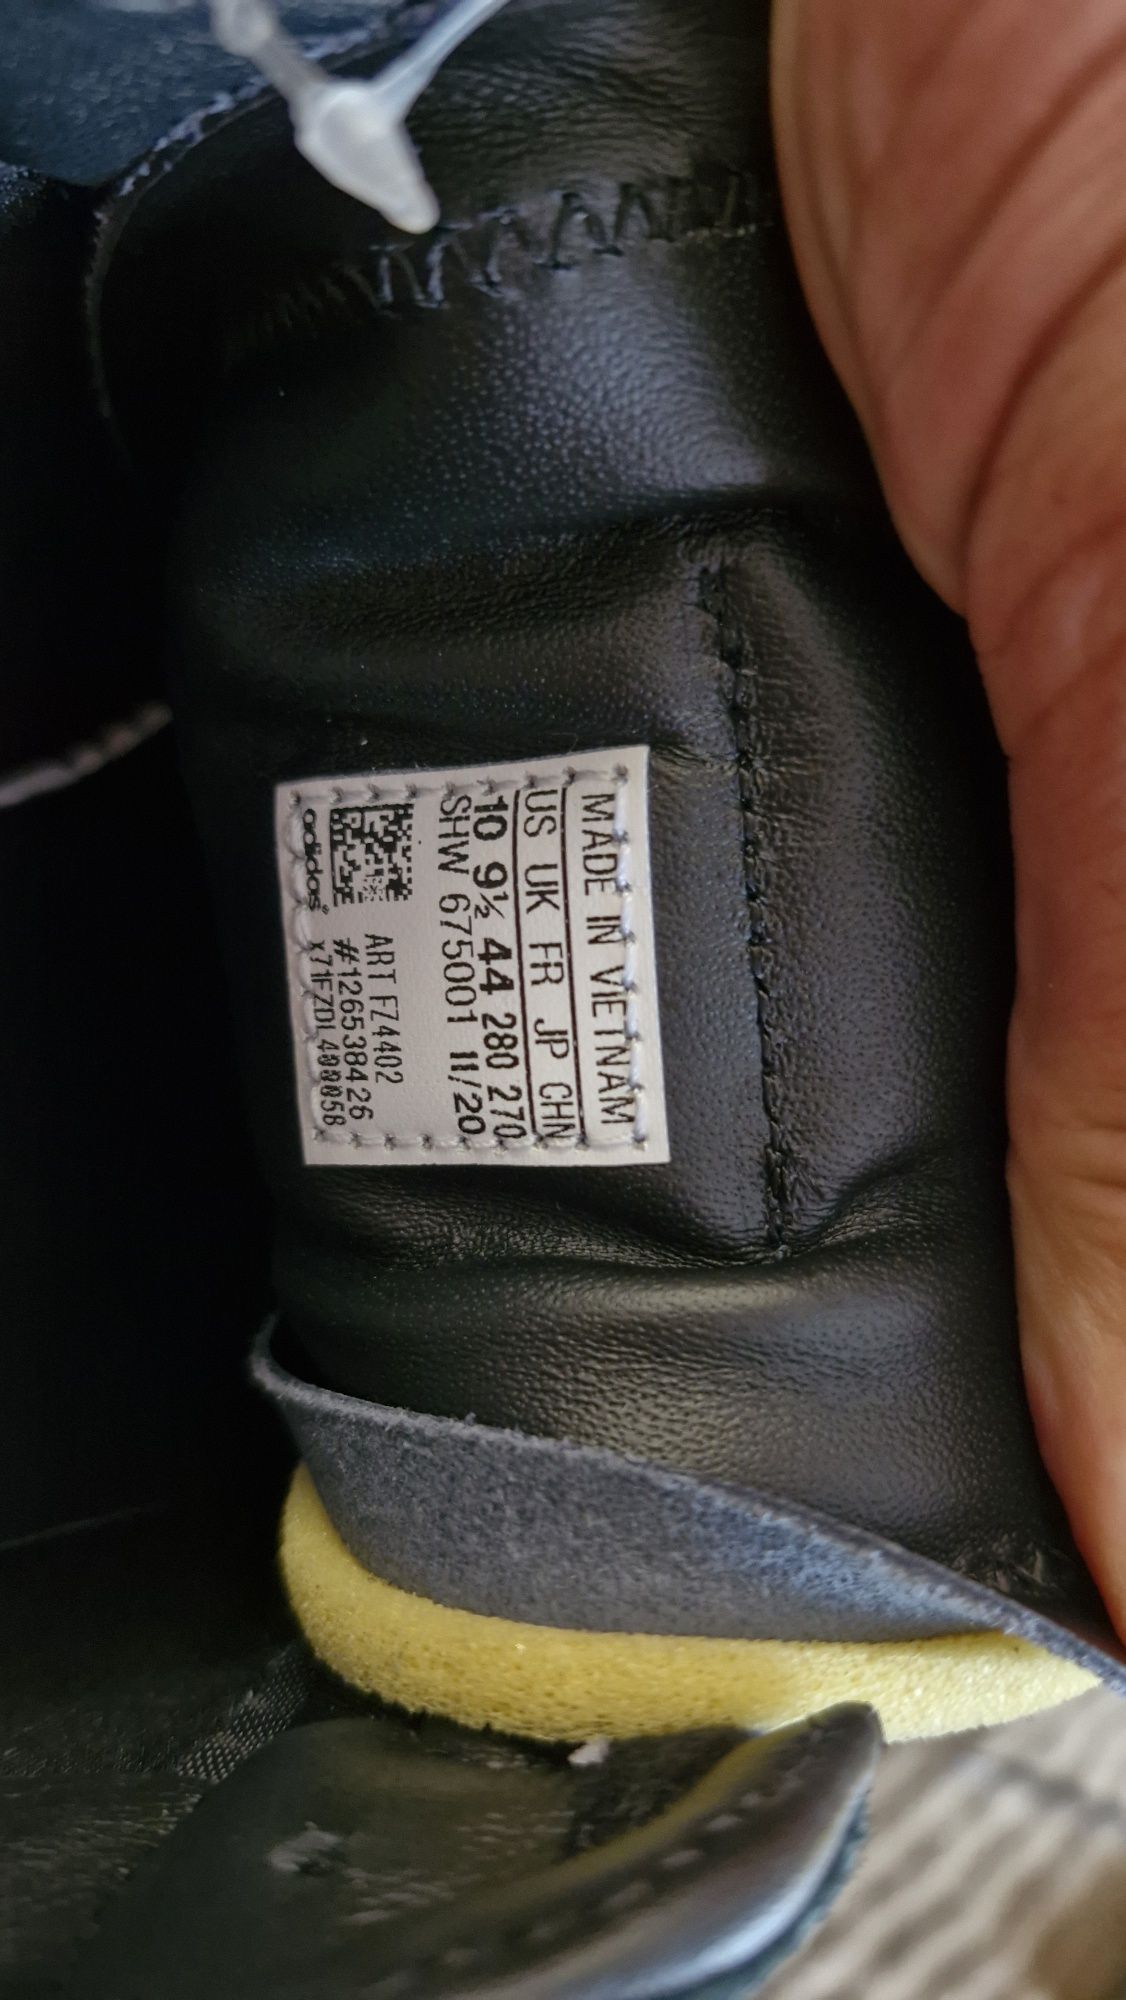 MADE IN VIETNAM
US UK FR JP CHN
10 9½ 44 280 270
SHW 675001 11/20
ART FZ4402
#126538426
adidas®